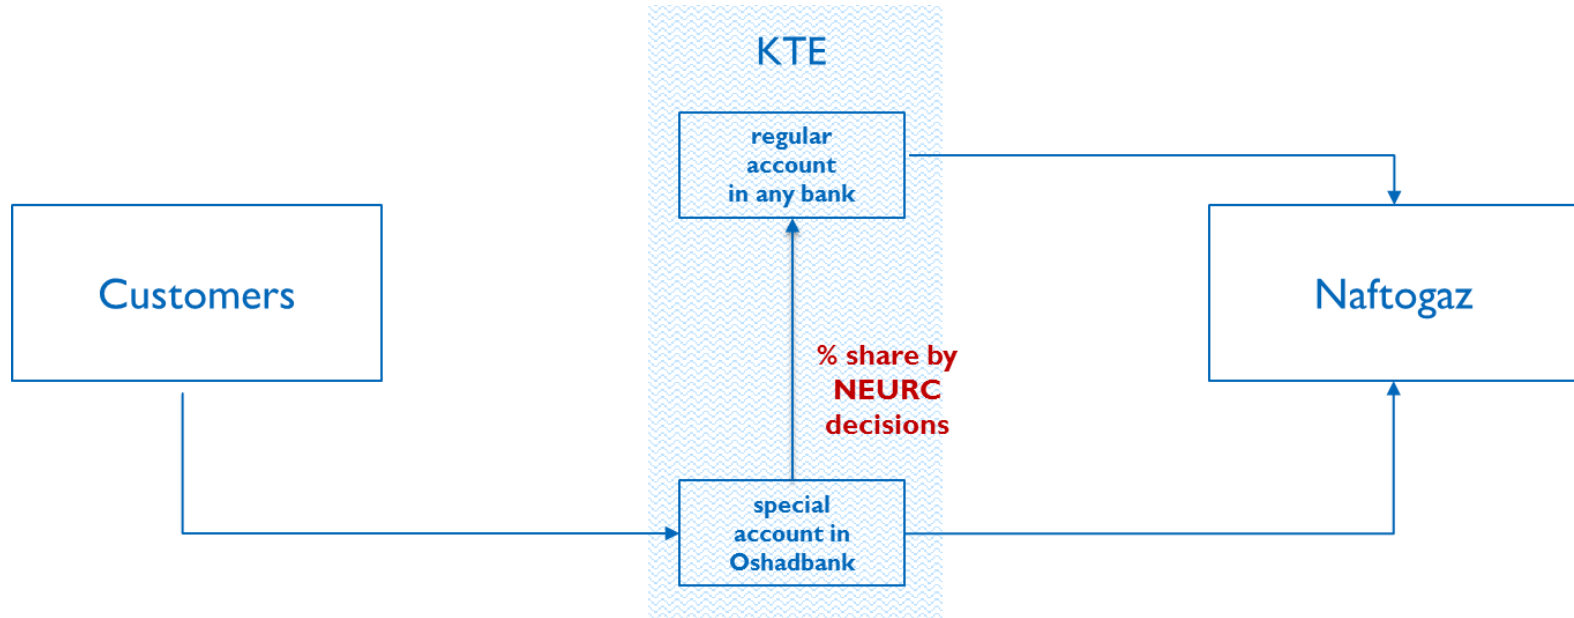 KTE
regular
account
in any bank
Customers
Naftogaz
% share by
NEURC
decisions
special
account in
Oshadbank